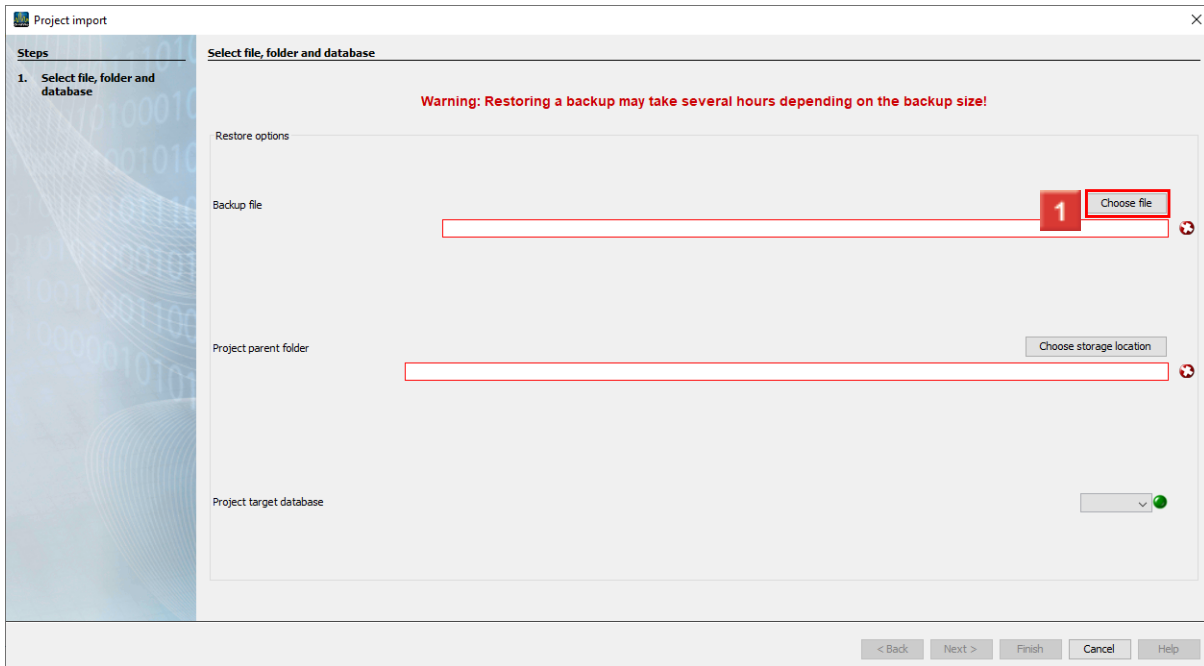 Project import
Steps
1. Select file, folder and
database
Select file, folder and database
Warning: Restoring a backup may take several hours depending on the backup size!
Restore options
Backup file
1
Choose file
Project parent folder
Choose storage location
Project target database
< Back
Next >
Finish
Cancel
Help